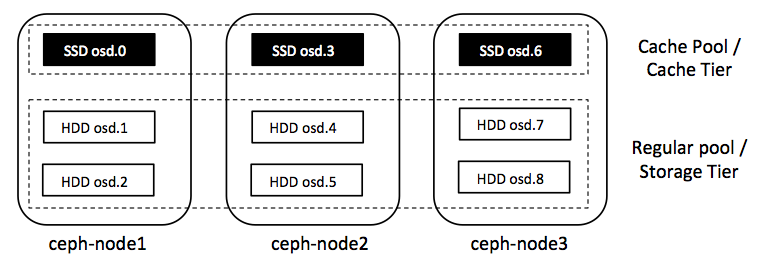 SSD osd.0
SSD osd.3
SSD osd.6
Cache Pool /
Cache Tier
HDD osd.1
HDD osd.4
HDD osd.7
HDD osd.2
HDD osd.5
HDD osd.8
Regular pool /
Storage Tier
ceph-node1
ceph-node2
ceph-node3